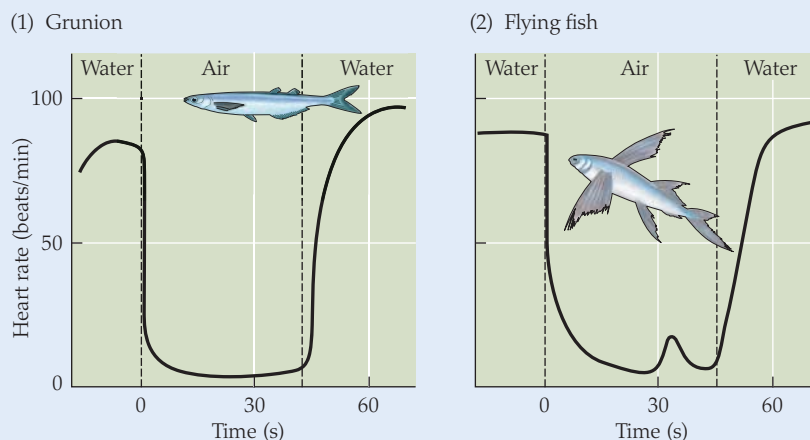 (1) Grunion
Water Air Water
100
50
0
Heart rate (beats/min)
0 30 60
Time (s)
(2) Flying fish
Water Air Water
0 30 60
Time (s)